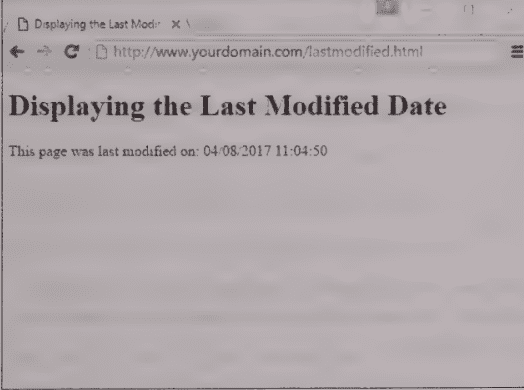 Displaying the Last Modi
http://www.yourdomain.com/lastmodified.html
Displaying the Last Modified Date
This page was last modified on: 04/08/2017 11:04:50